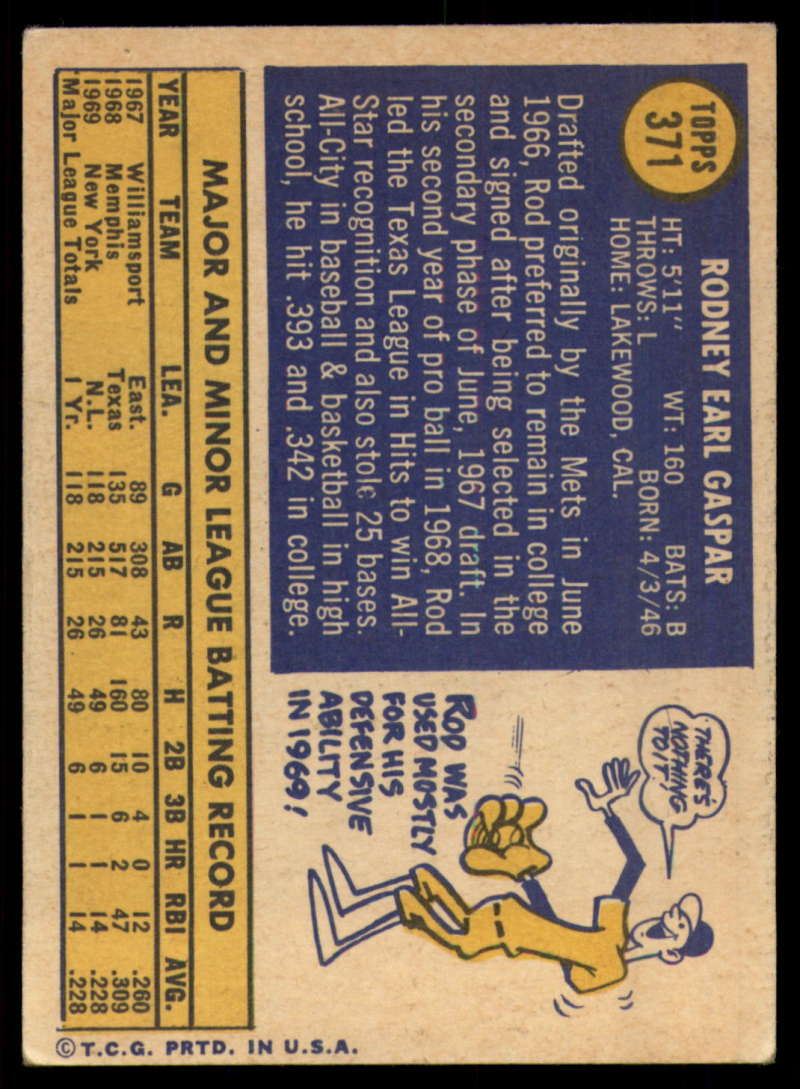 TOPPS
371
RODNEY EARL GASPAR
HT: 5'11" WT: 160 BATS: B
THROWS: L BORN: 4/3/46
HOME: LAKEWOOD, CAL.
Drafted originally by the Mets in June
1966, Rod preferred to remain in college
and signed after being selected in the
secondary phase of June, 1967 draft. In
his second year of pro ball in 1968, Rod
led the Texas League in Hits to win All-
Star recognition and also stole 25 bases.
All-City in baseball & basketball in high
school, he hit .393 and .342 in college.
THERE'S
NOTHING
TO IT!
ROD WAS
USED MOSTLY
FOR HIS
DEFENSIVE
ABILITY
IN 1969!
MAJOR AND MINOR LEAGUE BATTING RECORD
YEAR TEAM LEA. G AB R H 2B 3B HR RBI AVG.
1967 Williamsport East. 89 308 43 80 10 4 0 12 .260
1968 Memphis Texas 135 517 81 160 15 6 2 47 .309
1969 New York N.L. 118 215 26 49 6 1 1 14 .228
Major League Totals 1 Yr. 118 215 26 49 6 1 1 14 .228
© T.C.G. PRTD. IN U.S.A.